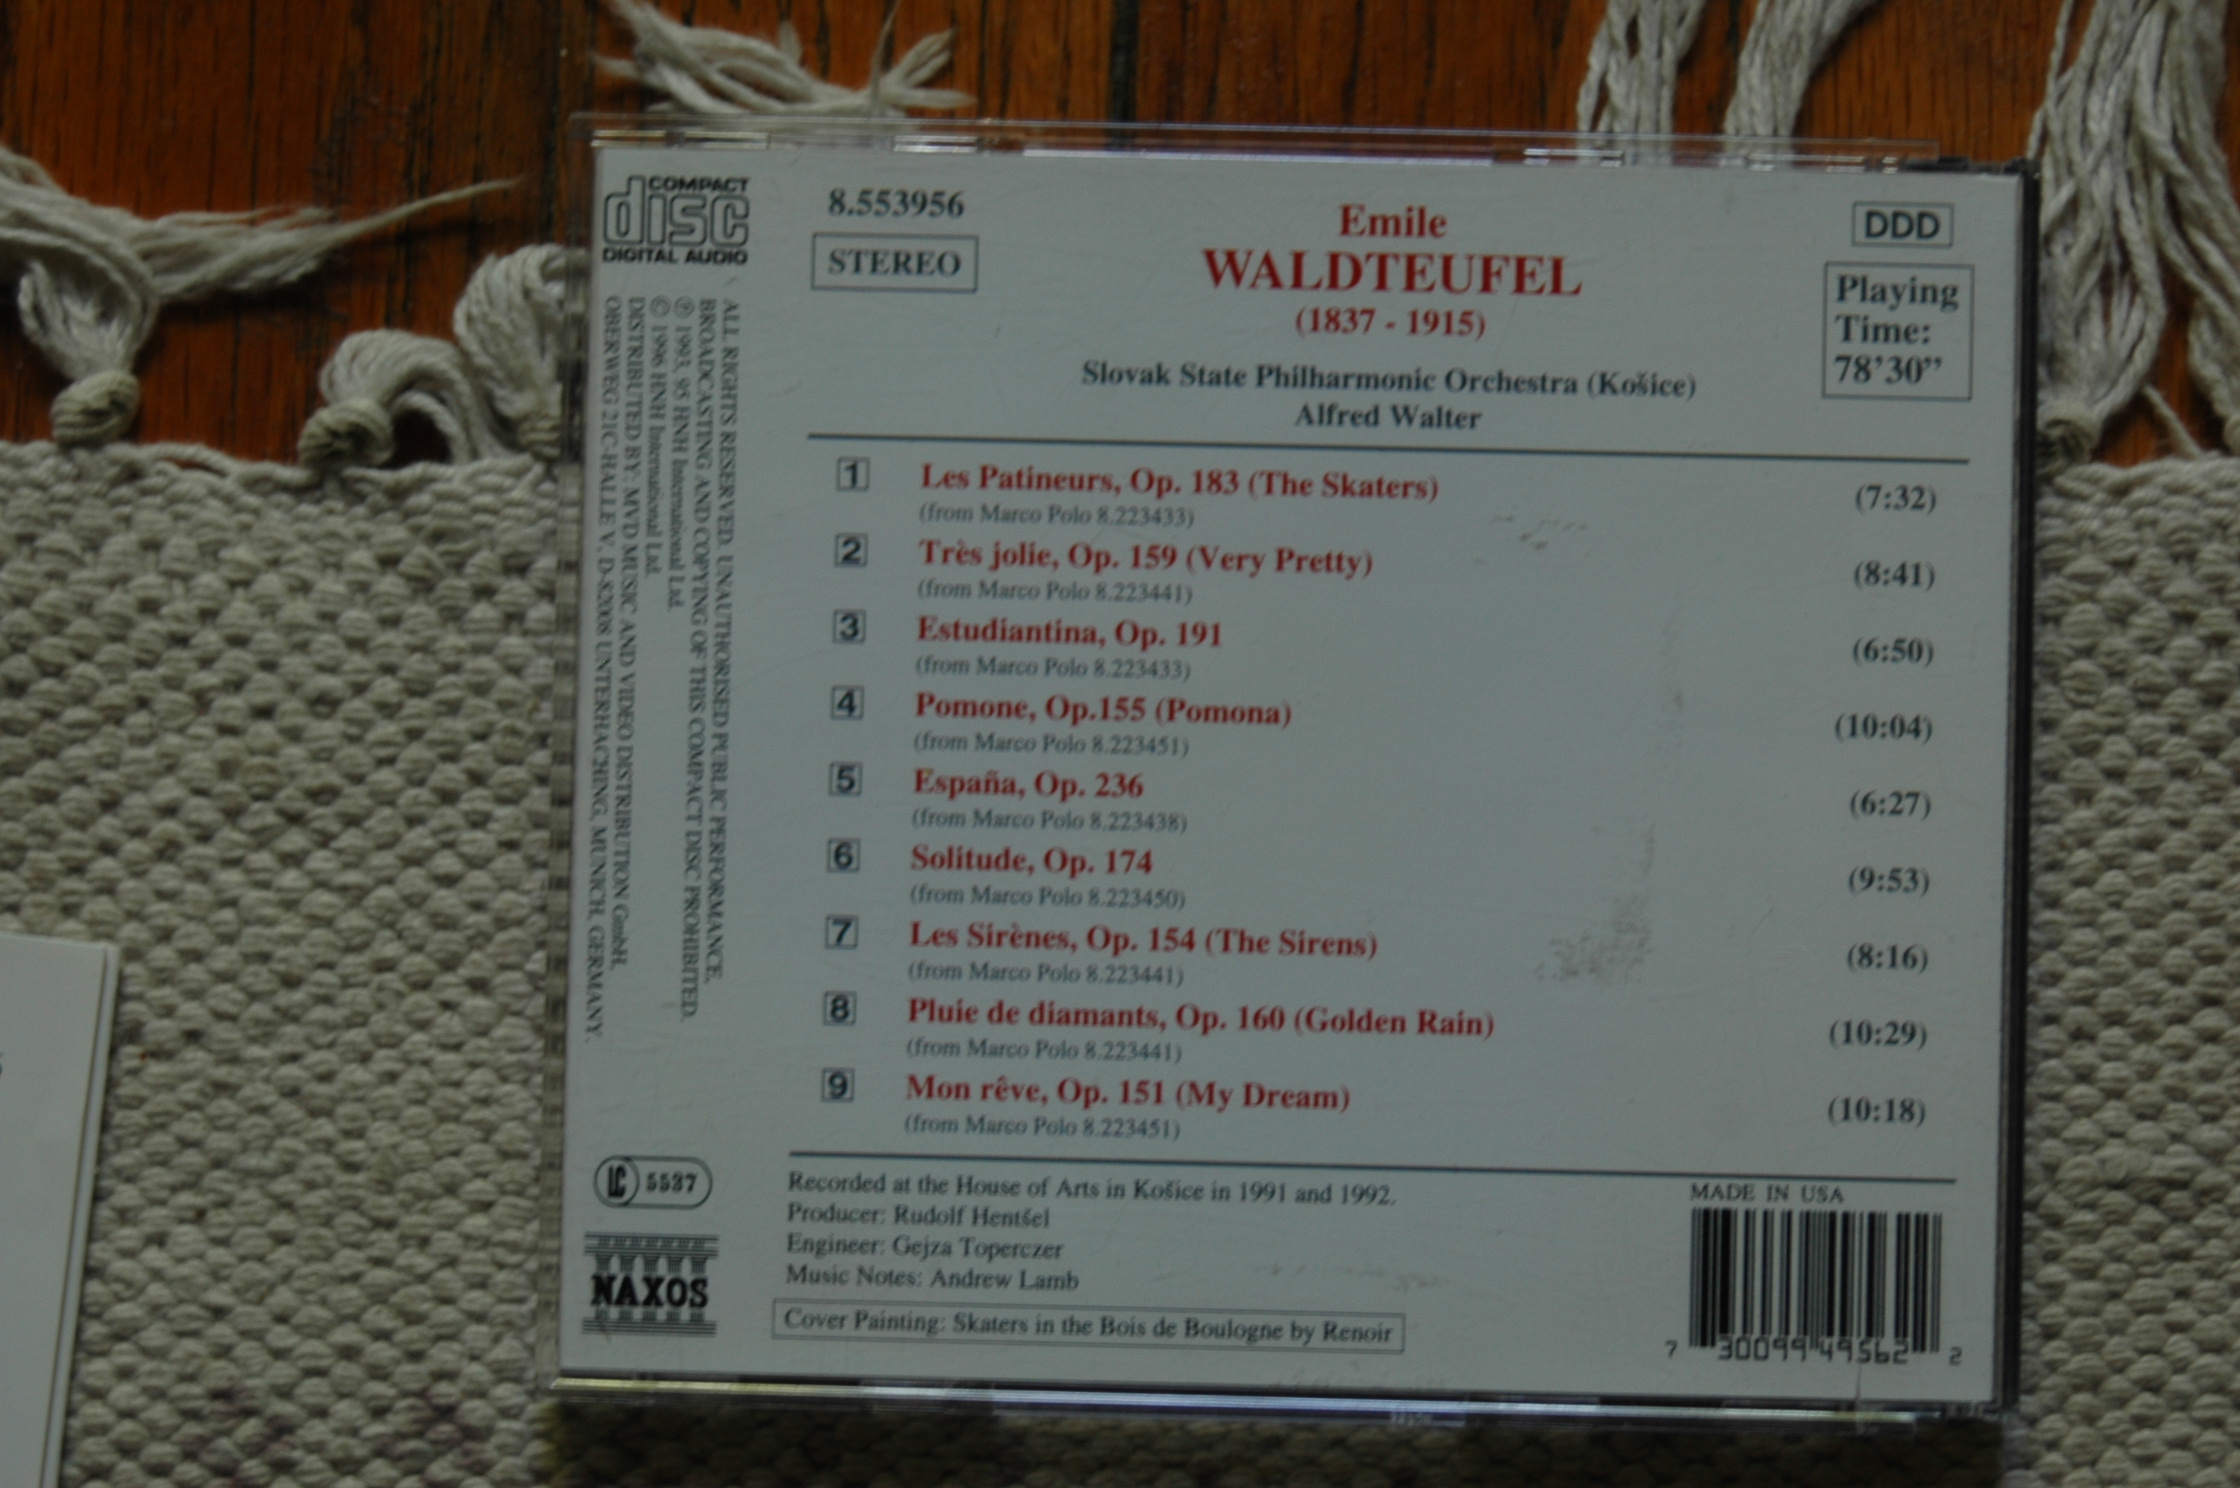 COMPACT
disc
DIGITAL AUDIO
8.553956
STEREO
Emile
WALDTEUFEL
(1837 - 1915)
Slovak State Philharmonic Orchestra (Košice)
Alfred Walter
DDD
Playing
Time:
78'30”
1 Les Patineurs, Op. 183 (The Skaters) (7:32)
(from Marco Polo 8.223433)
2 Très jolie, Op. 159 (Very Pretty) (8:41)
(from Marco Polo 8.223441)
3 Estudiantina, Op. 191 (6:50)
(from Marco Polo 8.223433)
4 Pomone, Op.155 (Pomona) (10:04)
(from Marco Polo 8.223451)
5 España, Op. 236 (6:27)
(from Marco Polo 8.223438)
6 Solitude, Op. 174 (9:53)
(from Marco Polo 8.223450)
7 Les Sirènes, Op. 154 (The Sirens) (8:16)
(from Marco Polo 8.223441)
8 Pluie de diamants, Op. 160 (Golden Rain) (10:29)
(from Marco Polo 8.223441)
9 Mon rêve, Op. 151 (My Dream) (10:18)
(from Marco Polo 8.223451)
Recorded at the House of Arts in Košice in 1991 and 1992.
Producer: Rudolf Hentšel
Engineer: Gejza Toperczer
Music Notes: Andrew Lamb
Cover Painting: Skaters in the Bois de Boulogne by Renoir
MADE IN USA
7 30099 49562 2
ALL RIGHTS RESERVED. UNAUTHORISED PUBLIC PERFORMANCE,
BROADCASTING AND COPYING OF THIS COMPACT DISC PROHIBITED.
℗ 1993, 95 HNH International Ltd.
© 1996 HNH International Ltd.
DISTRIBUTED BY: MVD MUSIC AND VIDEO DISTRIBUTION GmbH,
OBERWEG 21C-HALLE V, D-82008 UNTERHACHING, MUNICH, GERMANY.
LC 5537
NAXOS